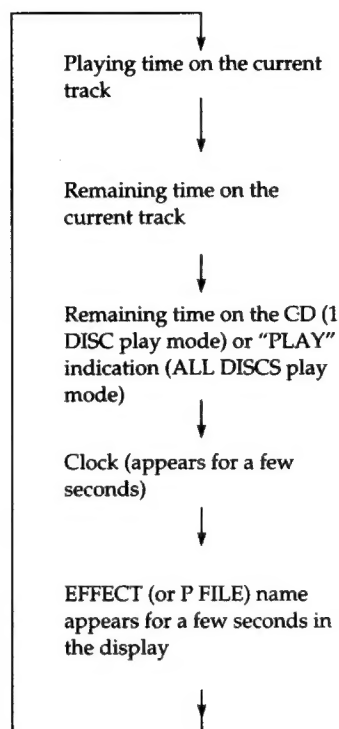 Playing time on the current
track
Remaining time on the
current track
Remaining time on the CD (1
DISC play mode) or "PLAY"
indication (ALL DISCS play
mode)
Clock (appears for a few
seconds)
EFFECT (or P FILE) name
appears for a few seconds in
the display